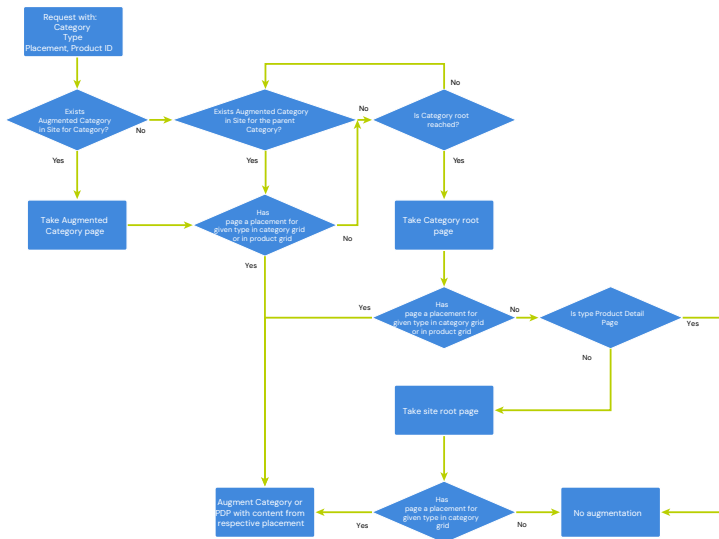 Request with:
Category
Type
Placement, Product ID
Exists
Augmented Category
in Site for Category?
No
Exists Augmented Category
in Site for the parent
Category?
No
No
Is Category root
reached?
Yes
Yes
Yes
Take Augmented
Category page
Has
page a placement for
given type in category grid
or in product grid
No
Yes
Take Category root
page
Yes
Has
page a placement for
given type in category grid
or in product grid
No
Is type Product Detail
Page
Yes
No
Take site root page
Augment Category or
PDP with content from
respective placement
Yes
Has
page a placement for
given type in category
grid
No
No augmentation